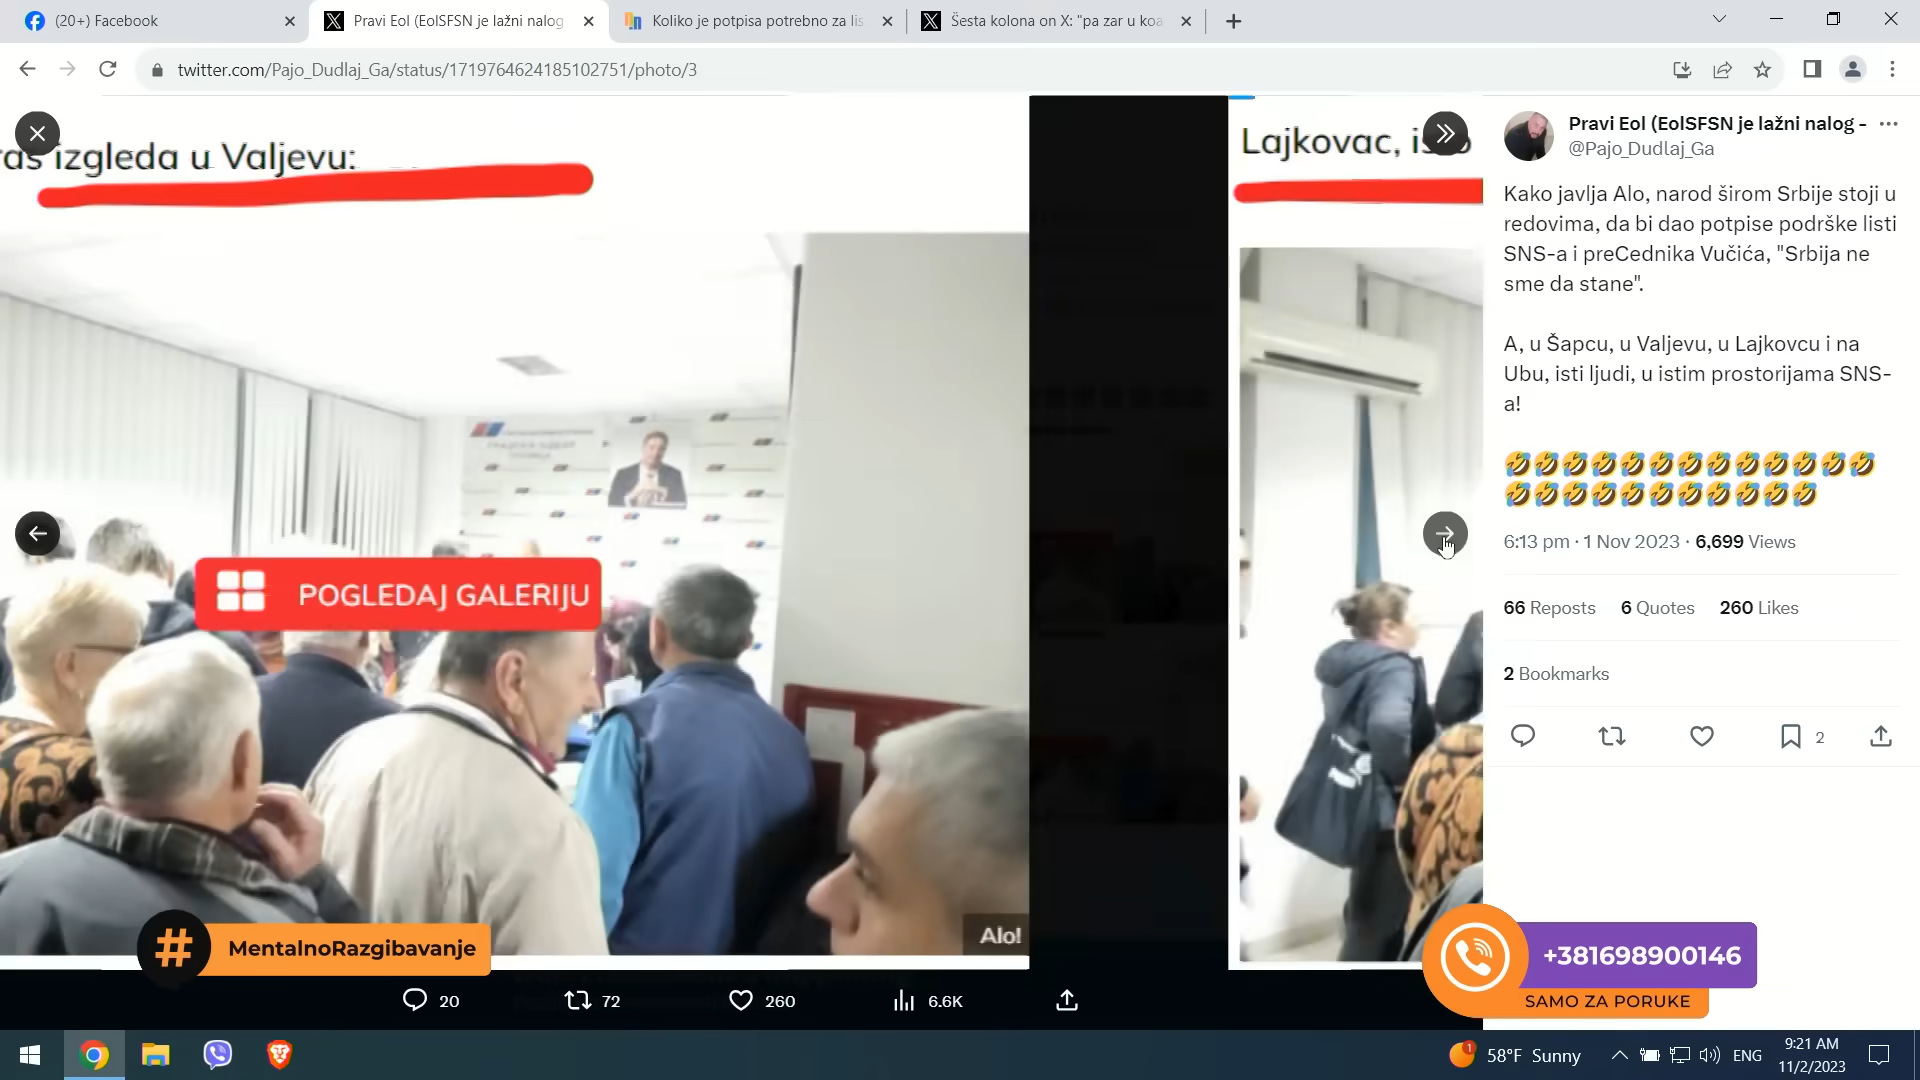 (20+) Facebook
Pravi Eol (EolSFSN je lažni nalog
Koliko je potpisa potrebno za lis
Šesta kolona on X: "pa zar u koa
twitter.com/Pajo_Dudlaj_Ga/status/1719764624185102751/photo/3
izgleda u Valjevu:
Lajkovac,
POGLEDAJ GALERIJU
Alo!
Pravi Eol (EolSFSN je lažni nalog -
@Pajo_Dudlaj_Ga
Kako javlja Alo, narod širom Srbije stoji u
redovima, da bi dao potpise podrške listi
SNS-a i preCednika Vučića, "Srbija ne
sme da stane".
A, u Šapcu, u Valjevu, u Lajkovcu i na
Ubu, isti ljudi, u istim prostorijama SNS-
a!
6:13 pm · 1 Nov 2023 · 6,699 Views
66 Reposts 6 Quotes 260 Likes
2 Bookmarks
2
# MentalnoRazgibavanje
+381698900146
SAMO ZA PORUKE
20 72 260 6.6K
58°F Sunny
ENG
9:21 AM
11/2/2023